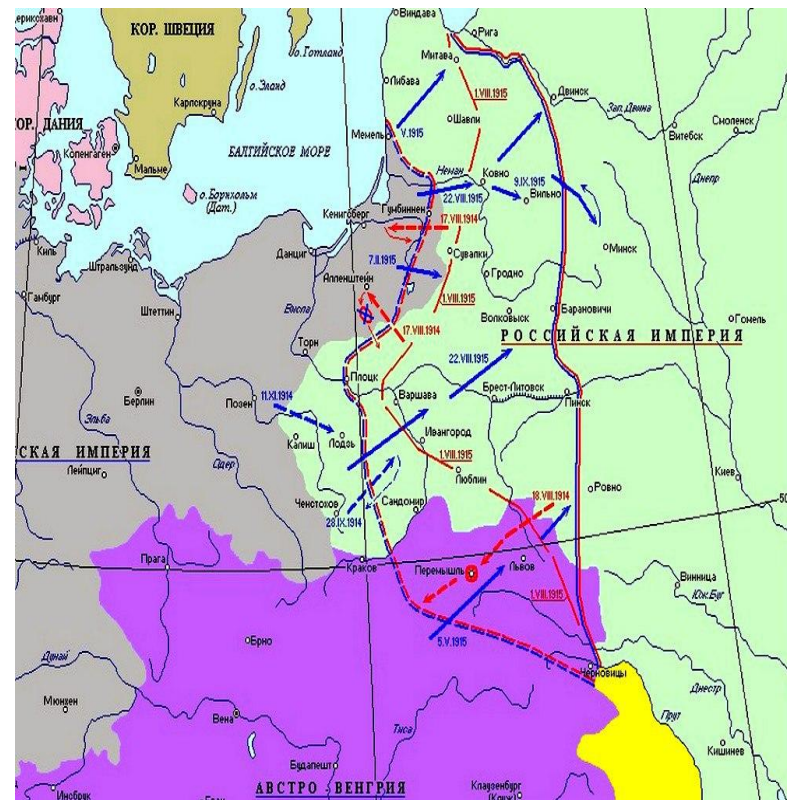 Виндава
Рига
КОР. ШВЕЦИЯ
о.Готланд
Митава
о.Эланд
Либава
1.VIII.1915
Двинск
Карлскруна
Зап.Двина
Шавли
Смоленск
ОР. ДАНИЯ
Мемель
V.1915
Витебск
Копенгаген
БАЛТИЙСКОЕ МОРЕ
Мальме
Неман
Ковно
9.IX.1915
Днепр
о.Борнхольм
(Дат.)
22.VIII.1915
Вильно
Кенигсберг
Гумбиннен
17.VIII.1914
Киль
Данциг
Минск
Штральзунд
7.II.1915
Сувалки
Гродно
Алленштейн
Гамбург
1.VIII.1915
Штеттин
Висла
Волковыск
Барановичи
Гомель
17.VIII.1914
РОССИЙСКАЯ ИМПЕРИЯ
Торн
22.VIII.1915
Плоцк
Берлин
11.XI.1914
Варшава
Брест-Литовск
Позен
Пинск
Эльба
Калиш
Лодзь
Ивангород
СКАЯ ИМПЕРИЯ
1.VIII.1915
Лейпциг
Одер
Люблин
Киев
Ченстохов
Сандомир
18.VIII.1914
Ровно
28.IX.1914
50
Прага
Краков
Перемышль
Львов
Винница
1.VIII.1915
Юж.Буг
Брно
5.V.1915
Дунай
Черновицы
Мюнхен
Днестр
Вена
Тиса
Прут
Кишинев
Будапешт
Инсбрук
АВСТРО-ВЕНГРИЯ
Клаузенбург
(Клуж)